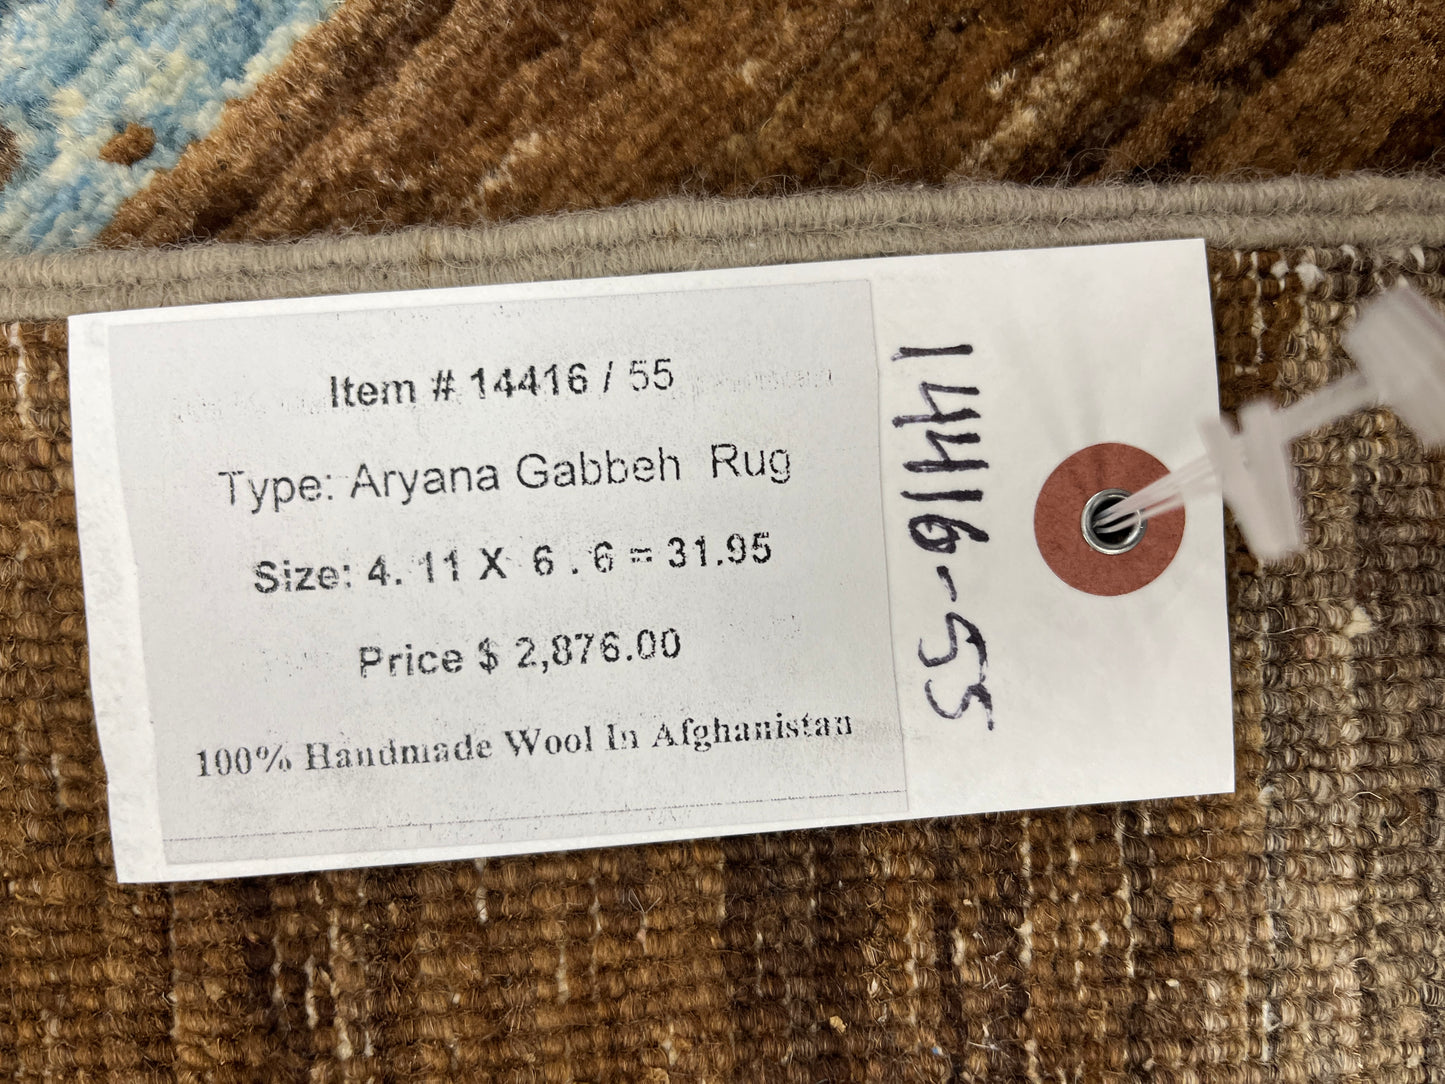 Item # 14416 / 55
Type: Aryana Gabbeh Rug
Size: 4. 11 X 6 . 6 = 31.95
Price $ 2,876.00
100% Handmade Wool In Afghanistan
14416-55